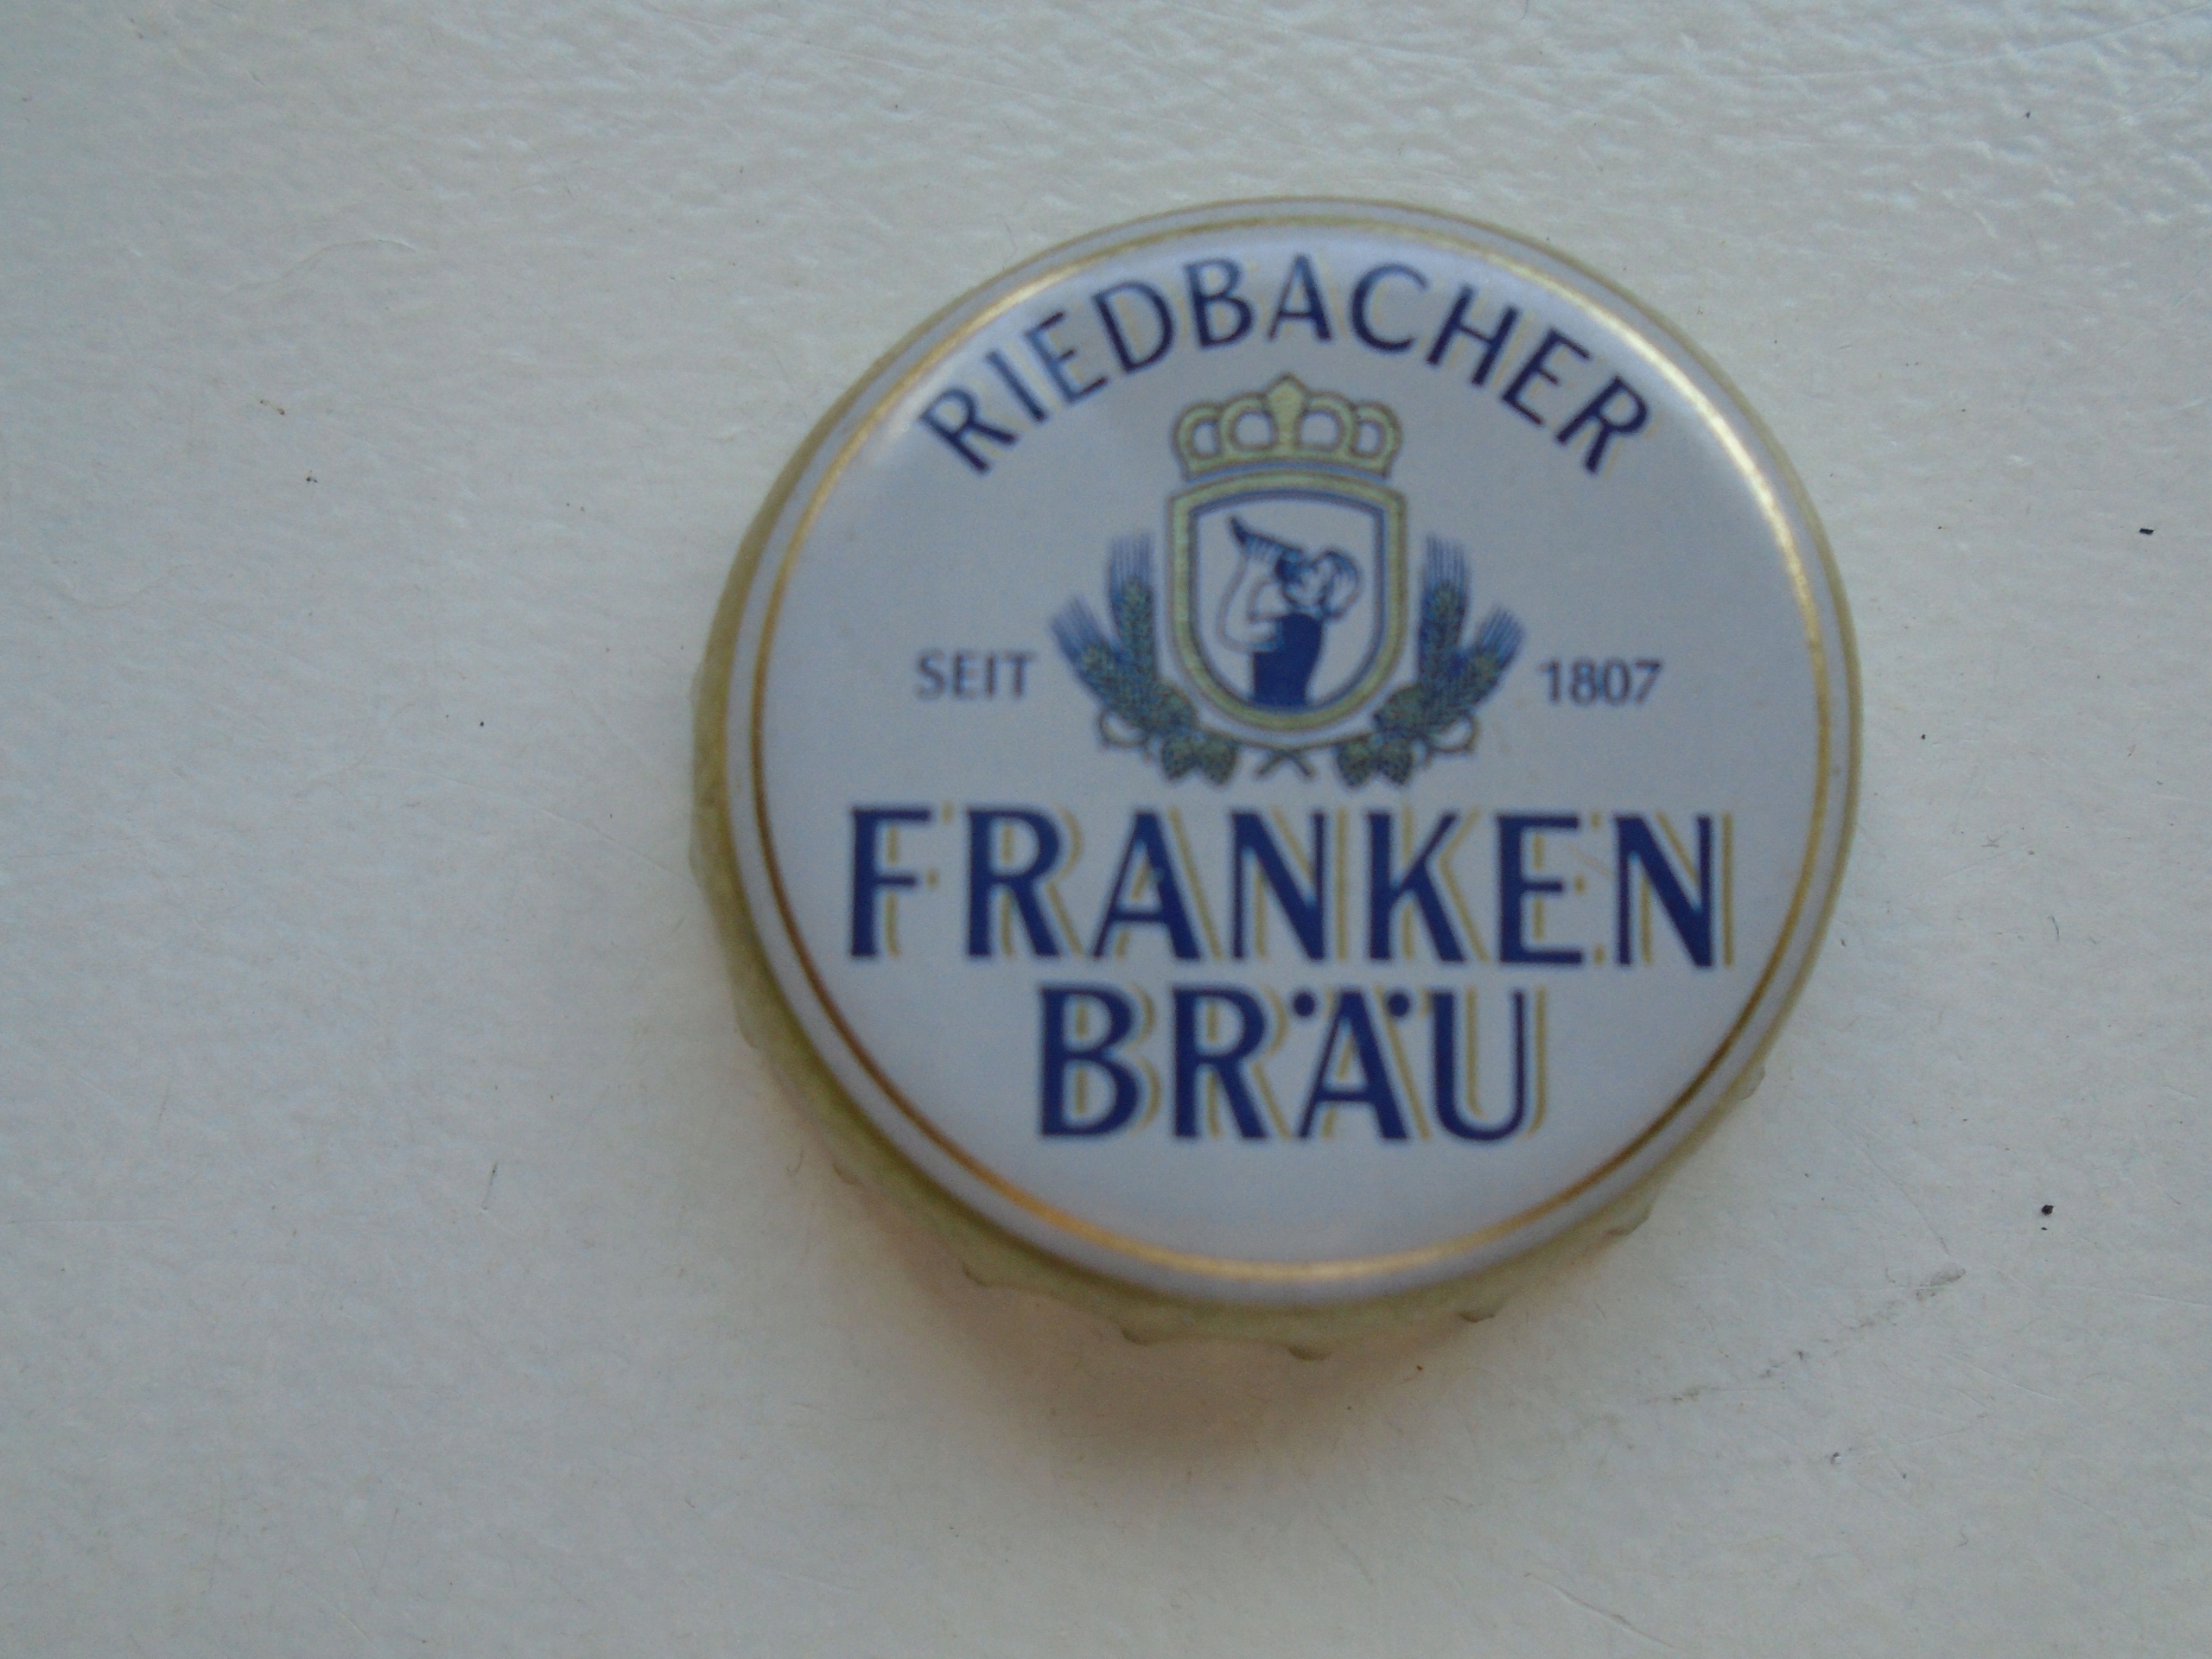 RIEDBACHER
SEIT 1807
FRANKEN
BRÄU